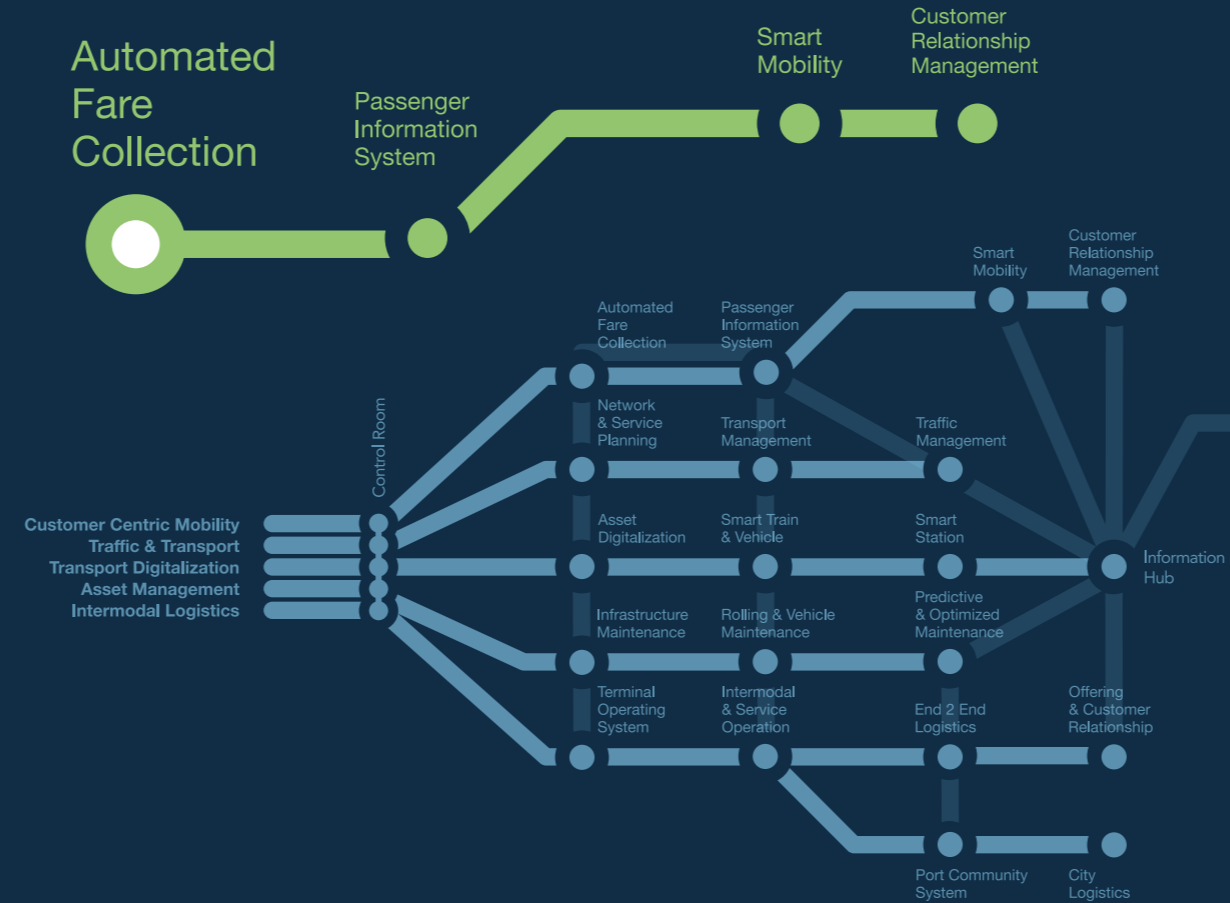 Automated
Fare
Collection
Passenger
Information
System
Smart
Mobility
Customer
Relationship
Management
Customer
Relationship
Management
Smart
Mobility
Automated
Fare
Collection
Passenger
Information
System
Control Room
Network
& Service
Planning
Transport
Management
Traffic
Management
Customer Centric Mobility
Traffic & Transport
Transport Digitalization
Asset Management
Intermodal Logistics
Asset
Digitalization
Smart Train
& Vehicle
Smart
Station
Information
Hub
Infrastructure
Maintenance
Rolling & Vehicle
Maintenance
Predictive
& Optimized
Maintenance
Terminal
Operating
System
Intermodal
& Service
Operation
End 2 End
Logistics
Offering
& Customer
Relationship
Port Community
System
City
Logistics